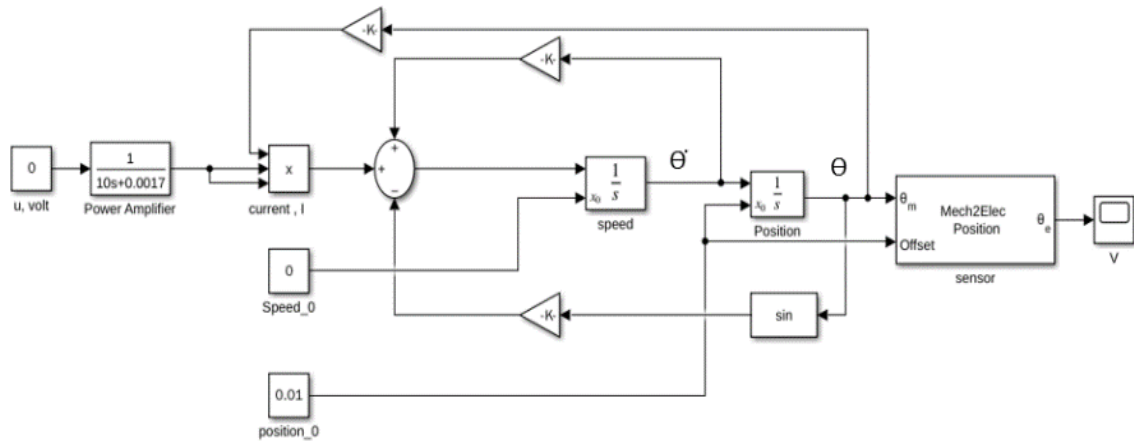 -K-
-K-
0
u, volt
1
10s+0.0017
Power Amplifier
x
current , I
+
+
−
1
s
x₀
speed
θ˙
1
s
x₀
Position
θ
θm
Mech2Elec
Position
θe
Offset
sensor
V
0
Speed_0
-K-
sin
0.01
position_0